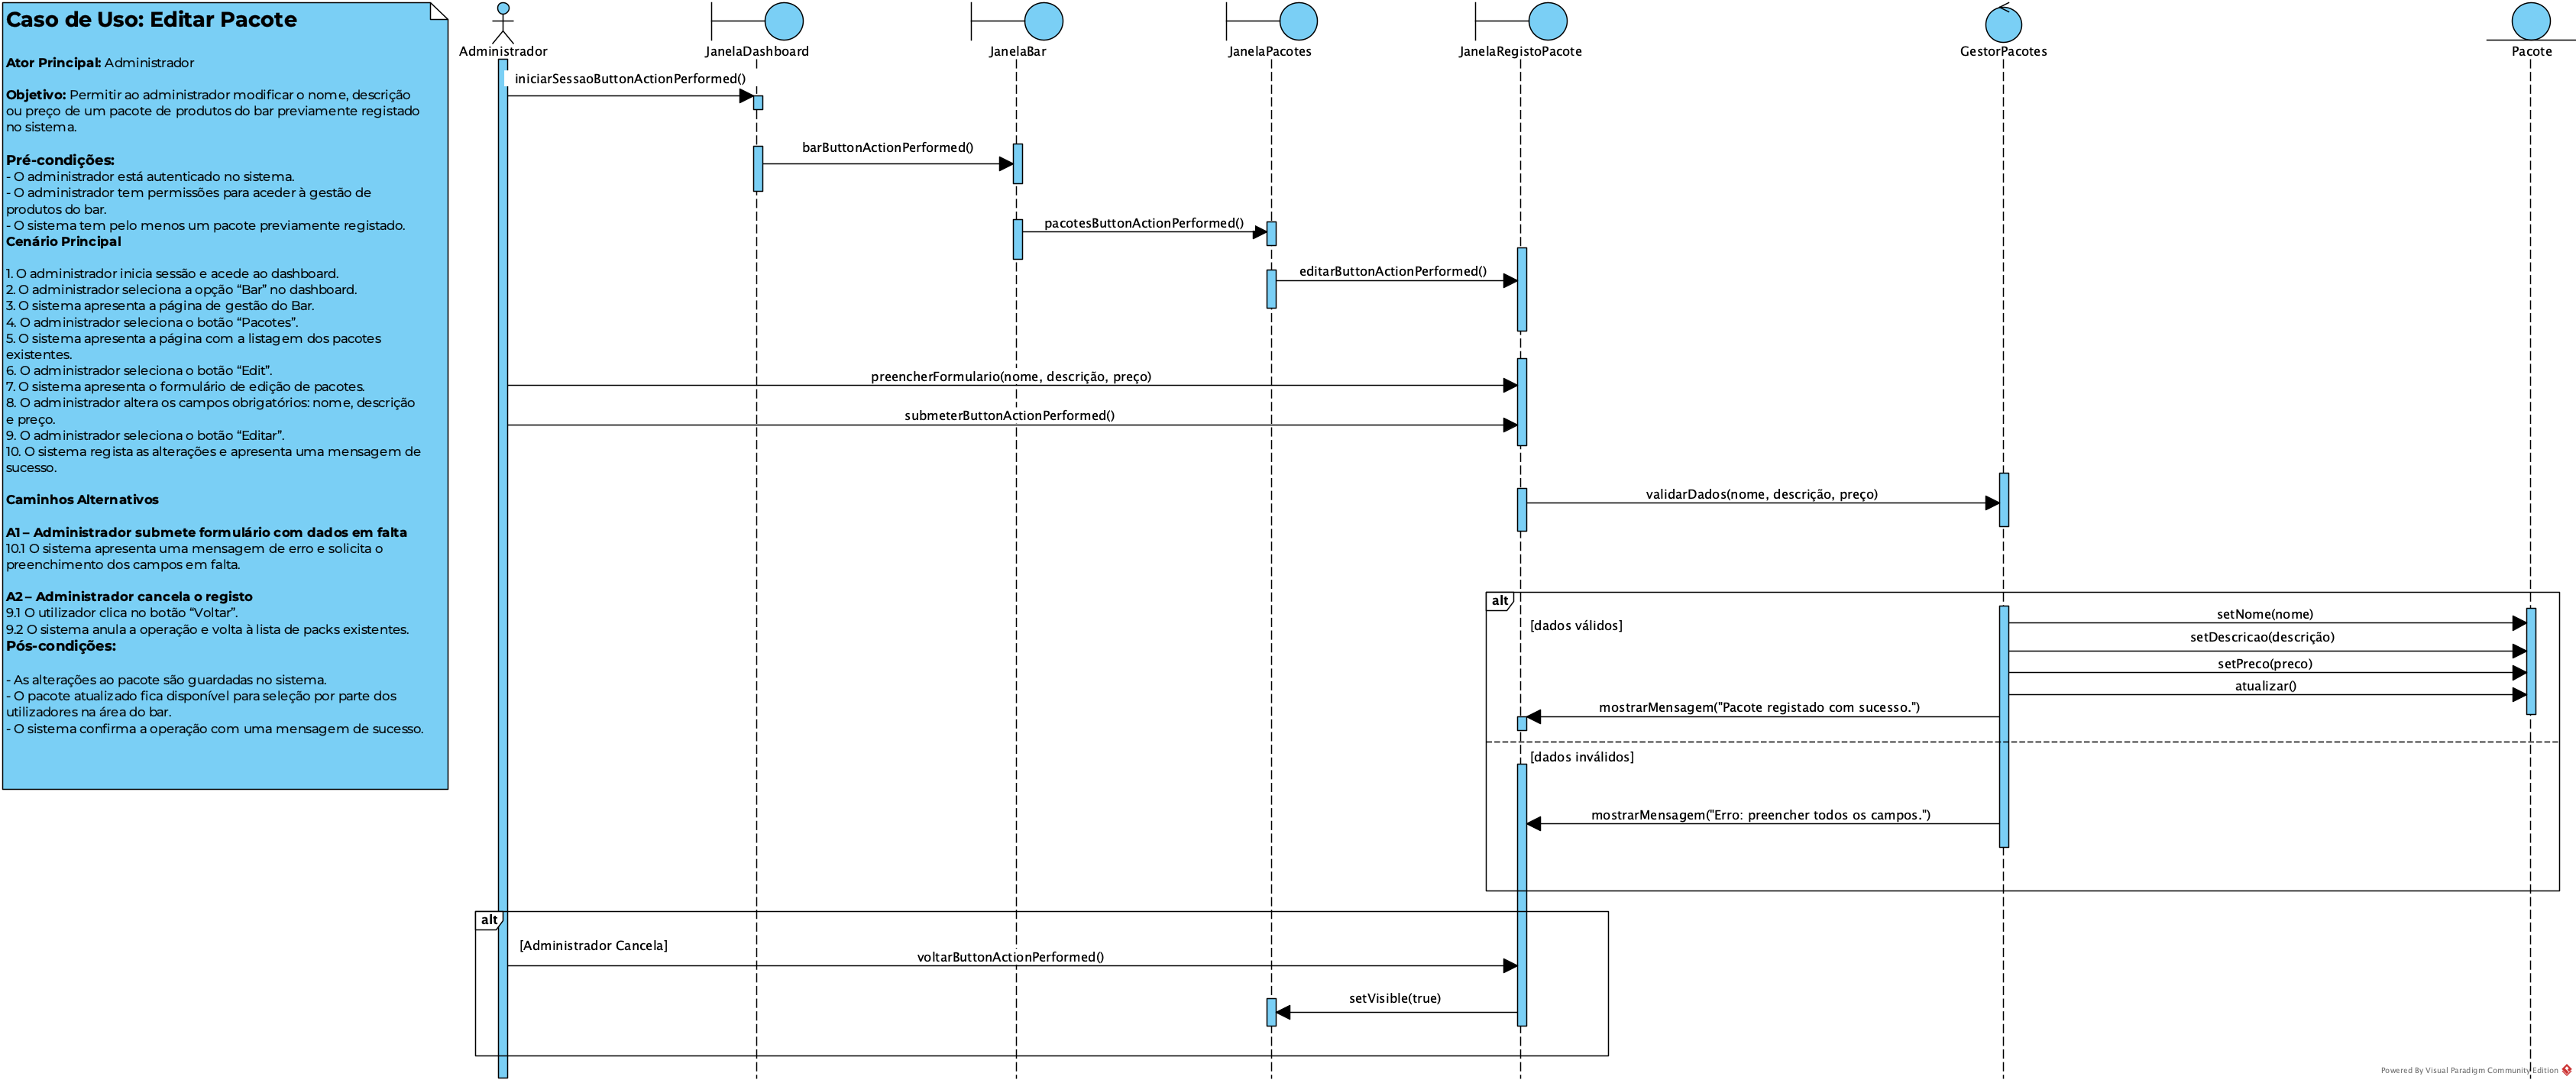 Caso de Uso: Editar Pacote
Ator Principal: Administrador
Objetivo: Permitir ao administrador modificar o nome, descrição
ou preço de um pacote de produtos do bar previamente registado
no sistema.
Pré-condições:
- O administrador está autenticado no sistema.
- O administrador tem permissões para aceder à gestão de
produtos do bar.
- O sistema tem pelo menos um pacote previamente registado.
Cenário Principal
1. O administrador inicia sessão e acede ao dashboard.
2. O administrador seleciona a opção “Bar” no dashboard.
3. O sistema apresenta a página de gestão do Bar.
4. O administrador seleciona o botão “Pacotes”.
5. O sistema apresenta a página com a listagem dos pacotes
existentes.
6. O administrador seleciona o botão “Edit”.
7. O sistema apresenta o formulário de edição de pacotes.
8. O administrador altera os campos obrigatórios: nome, descrição
e preço.
9. O administrador seleciona o botão “Editar”.
10. O sistema regista as alterações e apresenta uma mensagem de
sucesso.
Caminhos Alternativos
A1 – Administrador submete formulário com dados em falta
10.1 O sistema apresenta uma mensagem de erro e solicita o
preenchimento dos campos em falta.
A2 – Administrador cancela o registo
9.1 O utilizador clica no botão “Voltar”.
9.2 O sistema anula a operação e volta à lista de packs existentes.
Pós-condições:
- As alterações ao pacote são guardadas no sistema.
- O pacote atualizado fica disponível para seleção por parte dos
utilizadores na área do bar.
- O sistema confirma a operação com uma mensagem de sucesso.
Administrador
JanelaDashboard
JanelaBar
JanelaPacotes
JanelaRegistoPacote
GestorPacotes
Pacote
iniciarSessaoButtonActionPerformed()
barButtonActionPerformed()
pacotesButtonActionPerformed()
editarButtonActionPerformed()
preencherFormulario(nome, descrição, preço)
submeterButtonActionPerformed()
validarDados(nome, descrição, preço)
alt
[dados válidos]
setNome(nome)
setDescricao(descrição)
setPreco(preco)
atualizar()
mostrarMensagem("Pacote registado com sucesso.")
[dados inválidos]
mostrarMensagem("Erro: preencher todos os campos.")
alt
[Administrador Cancela]
voltarButtonActionPerformed()
setVisible(true)
Powered By Visual Paradigm Community Edition